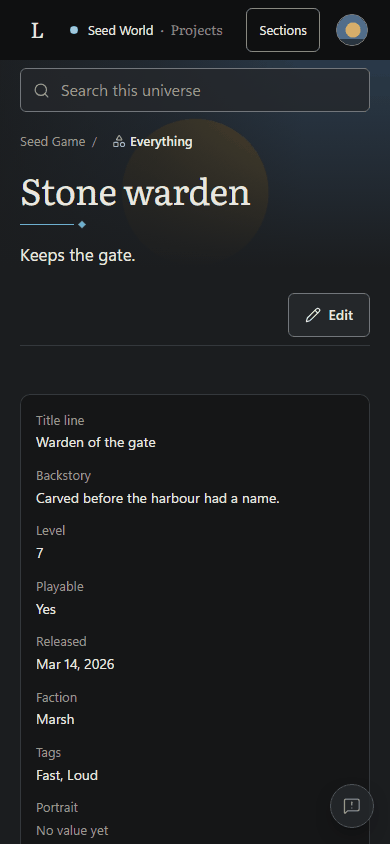 L
Seed World · Projects
Sections
Search this universe
Seed Game / Everything
Stone warden
Keeps the gate.
Edit
Title line
Warden of the gate
Backstory
Carved before the harbour had a name.
Level
7
Playable
Yes
Released
Mar 14, 2026
Faction
Marsh
Tags
Fast, Loud
Portrait
No value yet